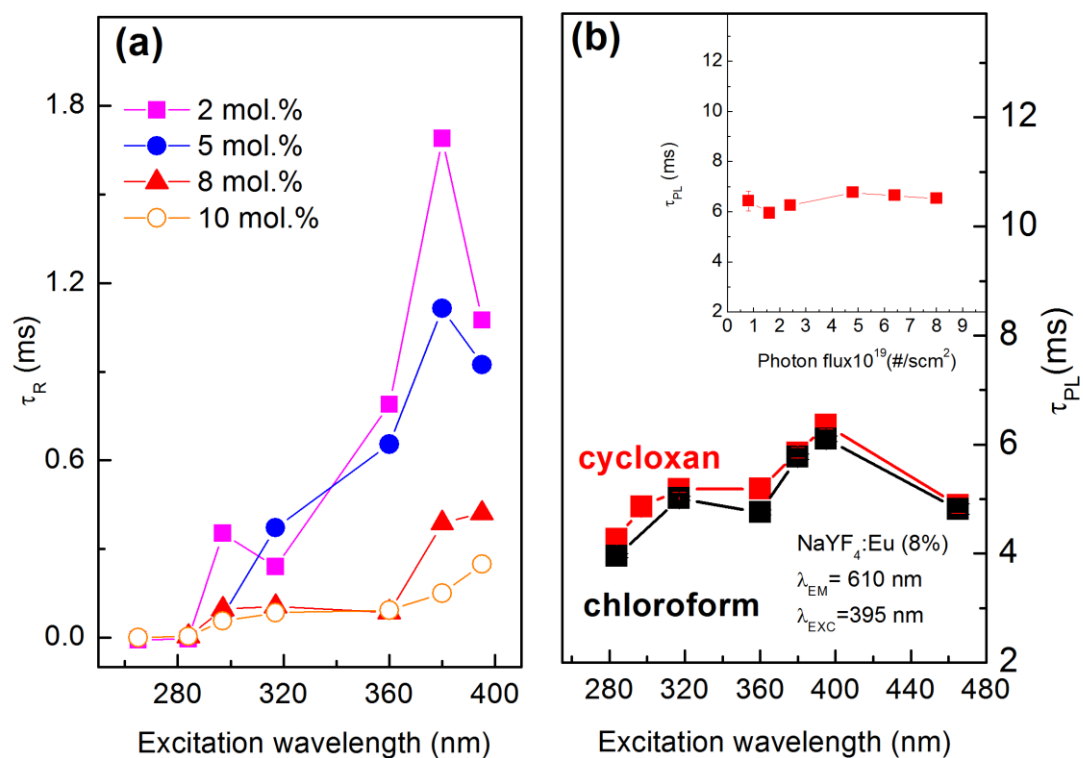 (a)
2 mol.%
5 mol.%
8 mol.%
10 mol.%
1.8
1.2
0.6
0.0
τR (ms)
280 320 360 400
Excitation wavelength (nm)
(b)
12
10
8
6
4
2
τPL (ms)
12
10
8
6
4
2
τPL(ms)
0 1 2 3 4 5 6 7 8 9
Photon flux10^19(#/scm^2)
cycloxan
chloroform
NaYF4:Eu (8%)
λEM= 610 nm
λEXC=395 nm
280 320 360 400 440 480
Excitation wavelength (nm)